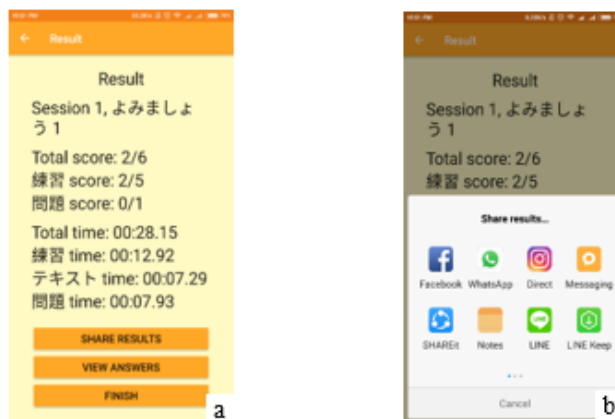 Result
Result
Session 1, よみましょ
う 1
Total score: 2/6
練習 score: 2/5
問題 score: 0/1
Total time: 00:28.15
練習 time: 00:12.92
テキスト time: 00:07.29
問題 time: 00:07.93
SHARE RESULTS
VIEW ANSWERS
FINISH
a
Result
Result
Session 1, よみましょ
う 1
Total score: 2/6
練習 score: 2/5
Share results...
Facebook WhatsApp Direct Messaging
SHAREit Notes LINE LINE Keep
Cancel
b